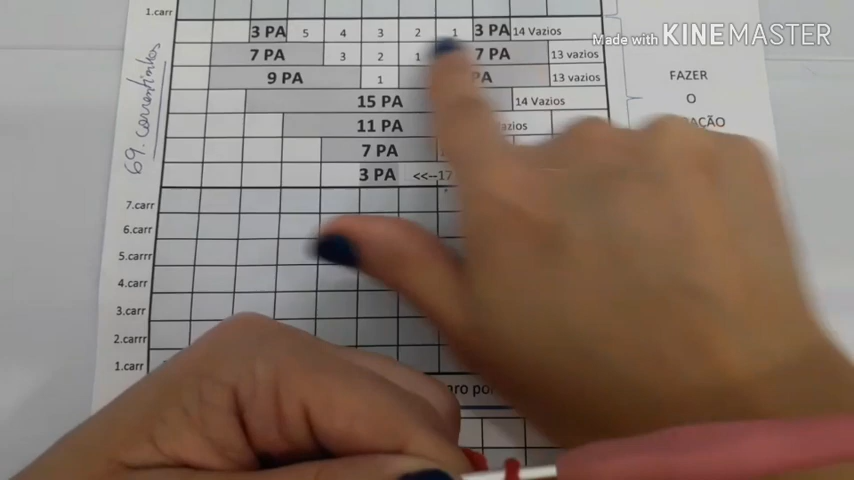 Made with KINEMASTER
1.carr
3 PA 5 4 3 2 1 3 PA 14 Vazios
7 PA 3 2 1 7 PA 13 vazios
9 PA 1 PA 13 vazios
15 PA 14 Vazios
11 PA
7 PA
3 PA <<--17
69. correntinhas
FAZER
O
7.carr
6.carr
5.carrr
4.carr
3.carr
2.carrr
1.carr